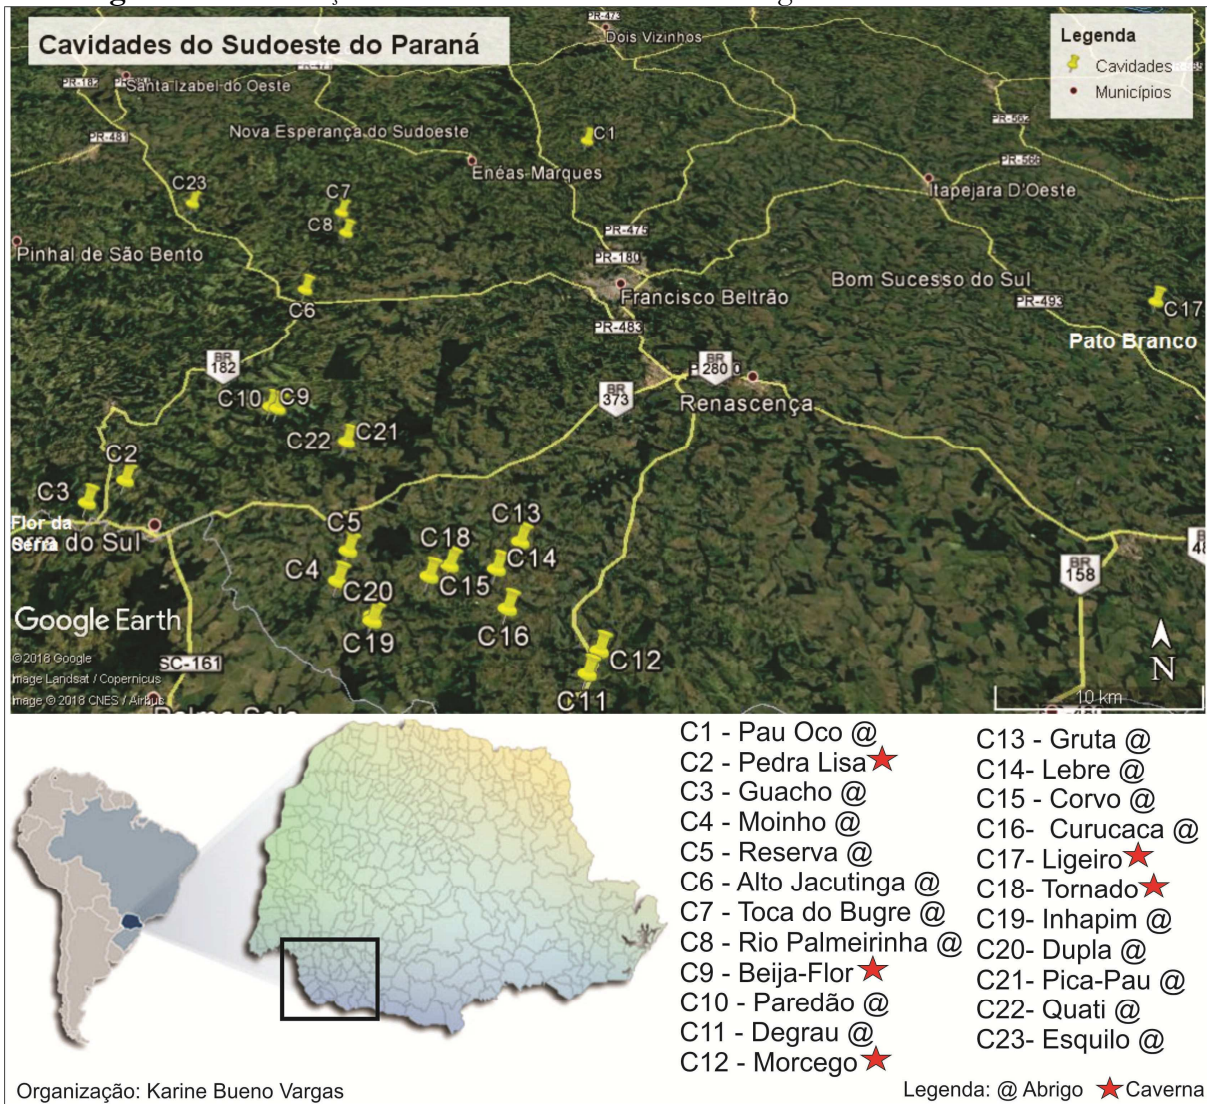 Cavidades do Sudoeste do Paraná
Legenda
Cavidades
Municípios
PR-473
Dois Vizinhos
PR-182
Santa Izabel do Oeste
PR-481
Nova Esperança do Sudoeste
Enéas Marques
C1
PR-562
PR-566
Itapejara D'Oeste
C23
C7
C8
Pinhal de São Bento
PR-475
PR-180
Francisco Beltrão
Bom Sucesso do Sul
PR-493
C17
Pato Branco
C6
PR-483
BR
182
BR
280
BR
373
Renascença
C10
C9
C22
C21
C2
C3
Flor da
Serra do Sul
C5
C13
C18
C14
C4
C20
C15
C19
C16
C12
C11
BR
158
Google Earth
© 2018 Google
Image Landsat / Copernicus
Image © 2018 CNES / Airbus
SC-161
Palma Sola
N
10 km
C1 - Pau Oco @
C2 - Pedra Lisa
C3 - Guacho @
C4 - Moinho @
C5 - Reserva @
C6 - Alto Jacutinga @
C7 - Toca do Bugre @
C8 - Rio Palmeirinha @
C9 - Beija-Flor
C10 - Paredão @
C11 - Degrau @
C12 - Morcego
C13 - Gruta @
C14- Lebre @
C15 - Corvo @
C16- Curucaca @
C17- Ligeiro
C18- Tornado
C19- Inhapim @
C20- Dupla @
C21- Pica-Pau @
C22- Quati @
C23- Esquilo @
Organização: Karine Bueno Vargas
Legenda: @ Abrigo Caverna